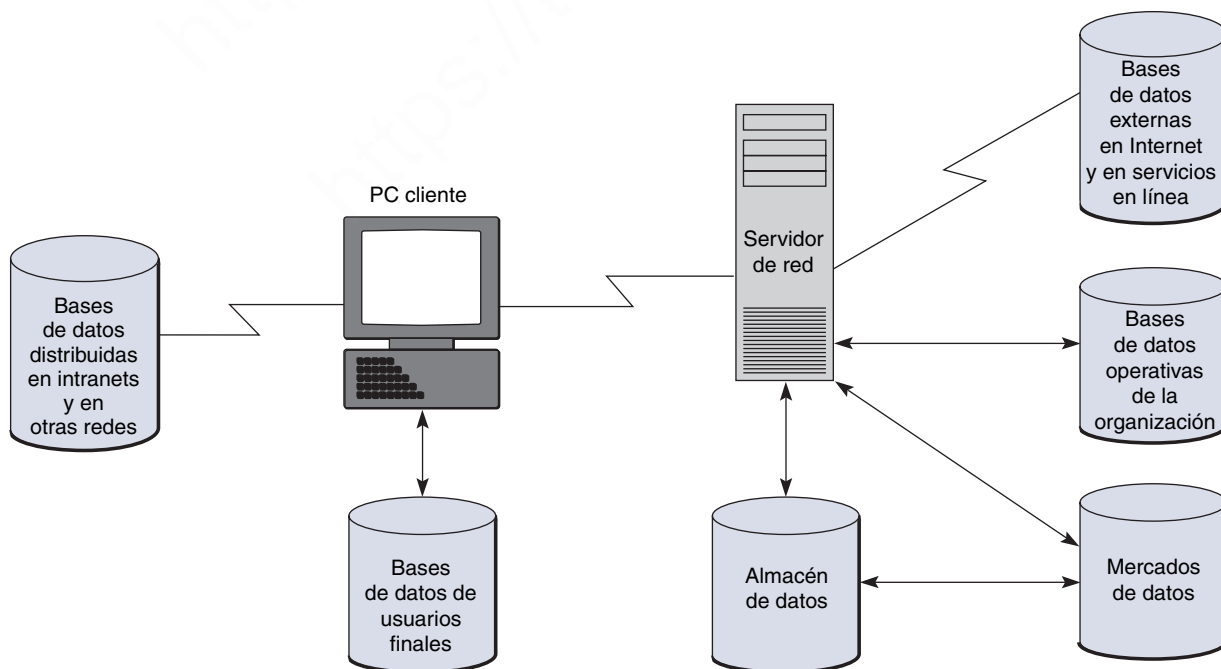 PC cliente
Bases
de datos
distribuidas
en intranets
y en
otras redes
Bases
de datos de
usuarios
finales
Servidor
de red
Almacén
de datos
Bases
de datos
externas
en Internet
y en servicios
en línea
Bases
de datos
operativas
de la
organización
Mercados
de datos